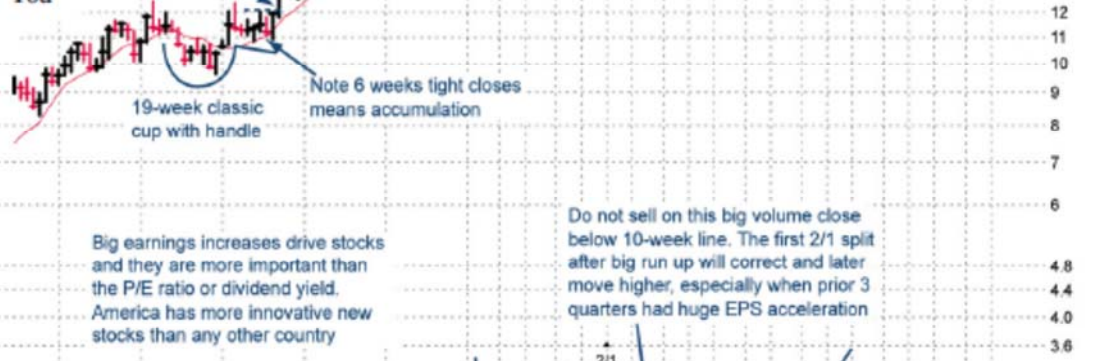 12
11
10
9
8
7
6
4.8
4.4
4.0
3.6
Note 6 weeks tight closes
means accumulation
19-week classic
cup with handle
Do not sell on this big volume close
below 10-week line. The first 2/1 split
after big run up will correct and later
move higher, especially when prior 3
quarters had huge EPS acceleration
Big earnings increases drive stocks
and they are more important than
the P/E ratio or dividend yield.
America has more innovative new
stocks than any other country
2/1